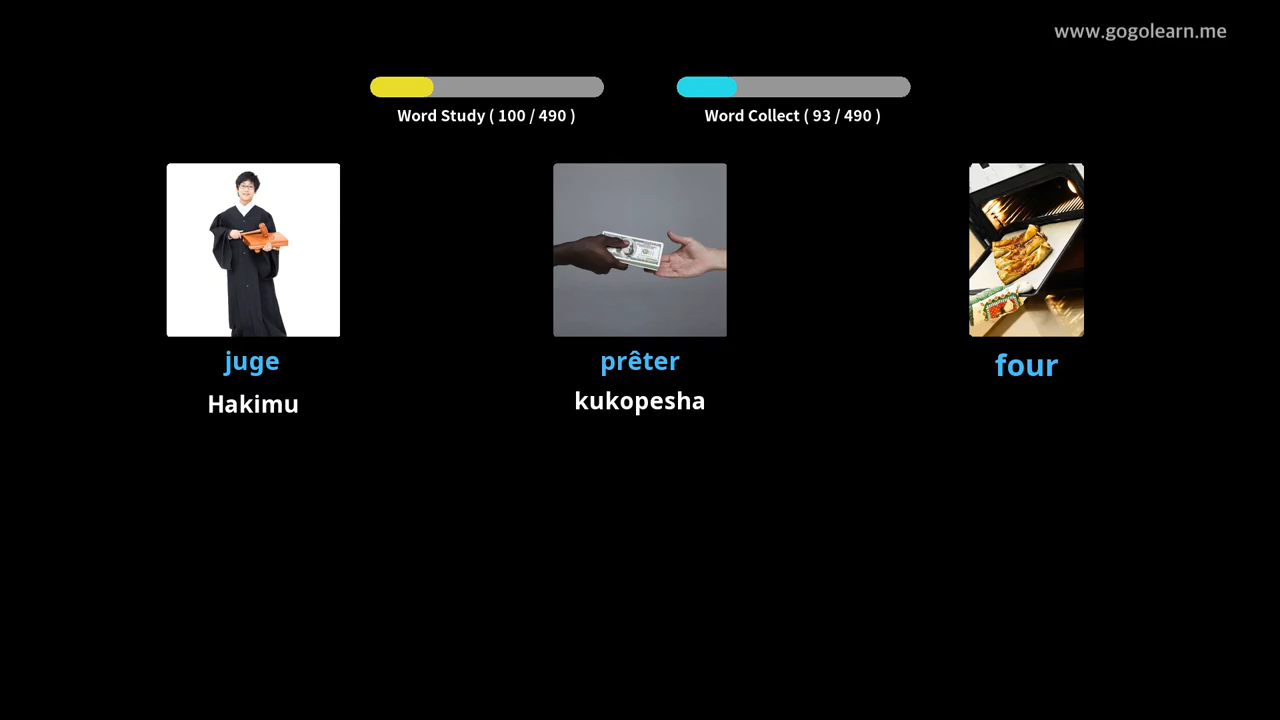 www.gogolearn.me
Word Study ( 100 / 490 )
Word Collect ( 93 / 490 )
juge
prêter
four
Hakimu
kukopesha